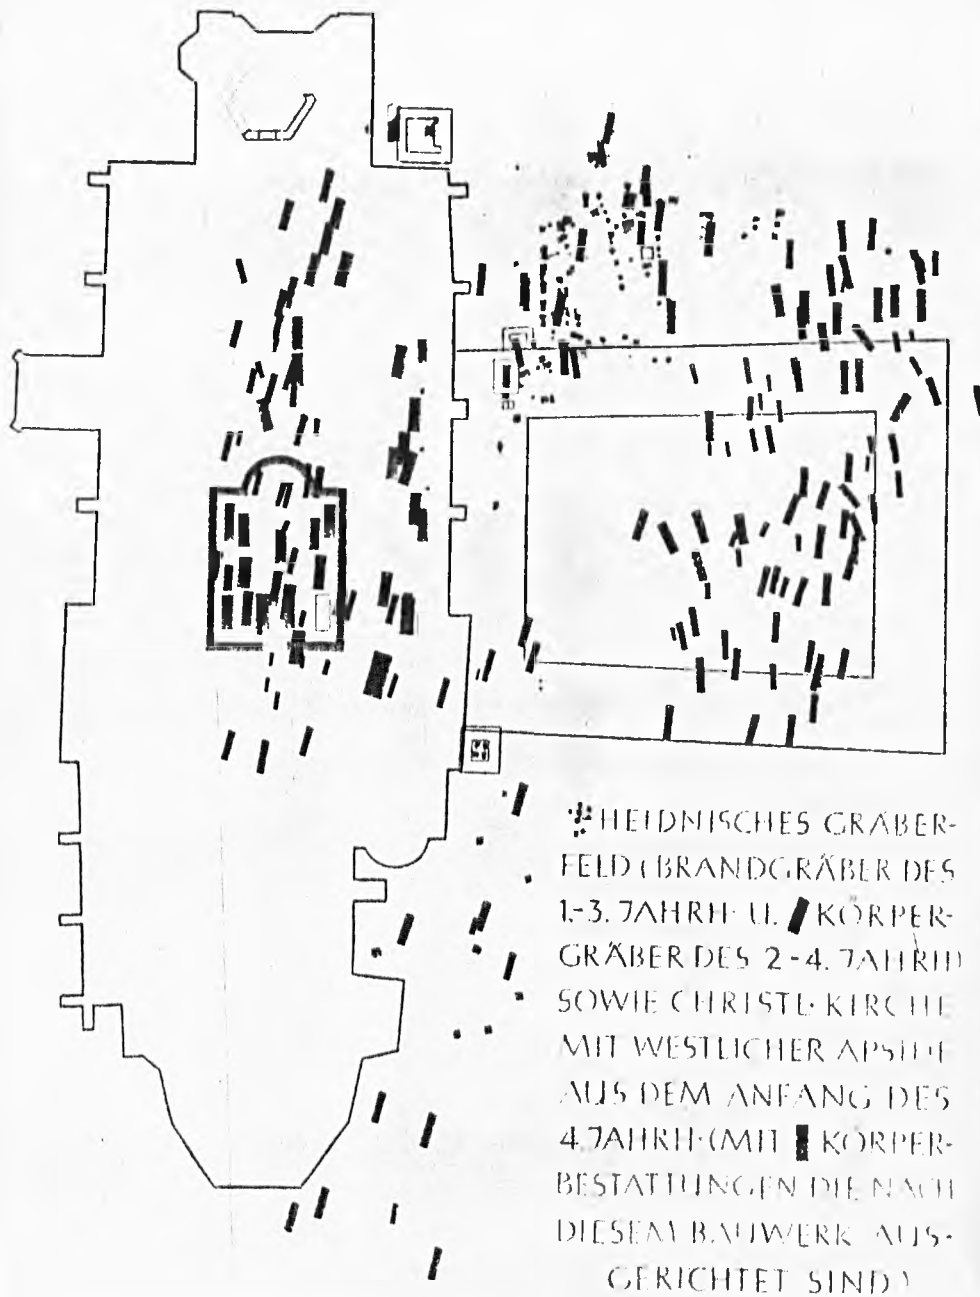 HEIDNISCHES GRÄBER-
FELD (BRANDGRÄBER DES
1.-3. JAHRH. U. KÖRPER-
GRÄBER DES 2-4. JAHRH)
SOWIE CHRISTL. KIRCHE
MIT WESTLICHER APSIDE
AUS DEM ANFANG DES
4. JAHRH. (MIT KÖRPER-
BESTATTUNGEN DIE NACH
DIESEM BAUWERK AUS-
GERICHTET SIND)